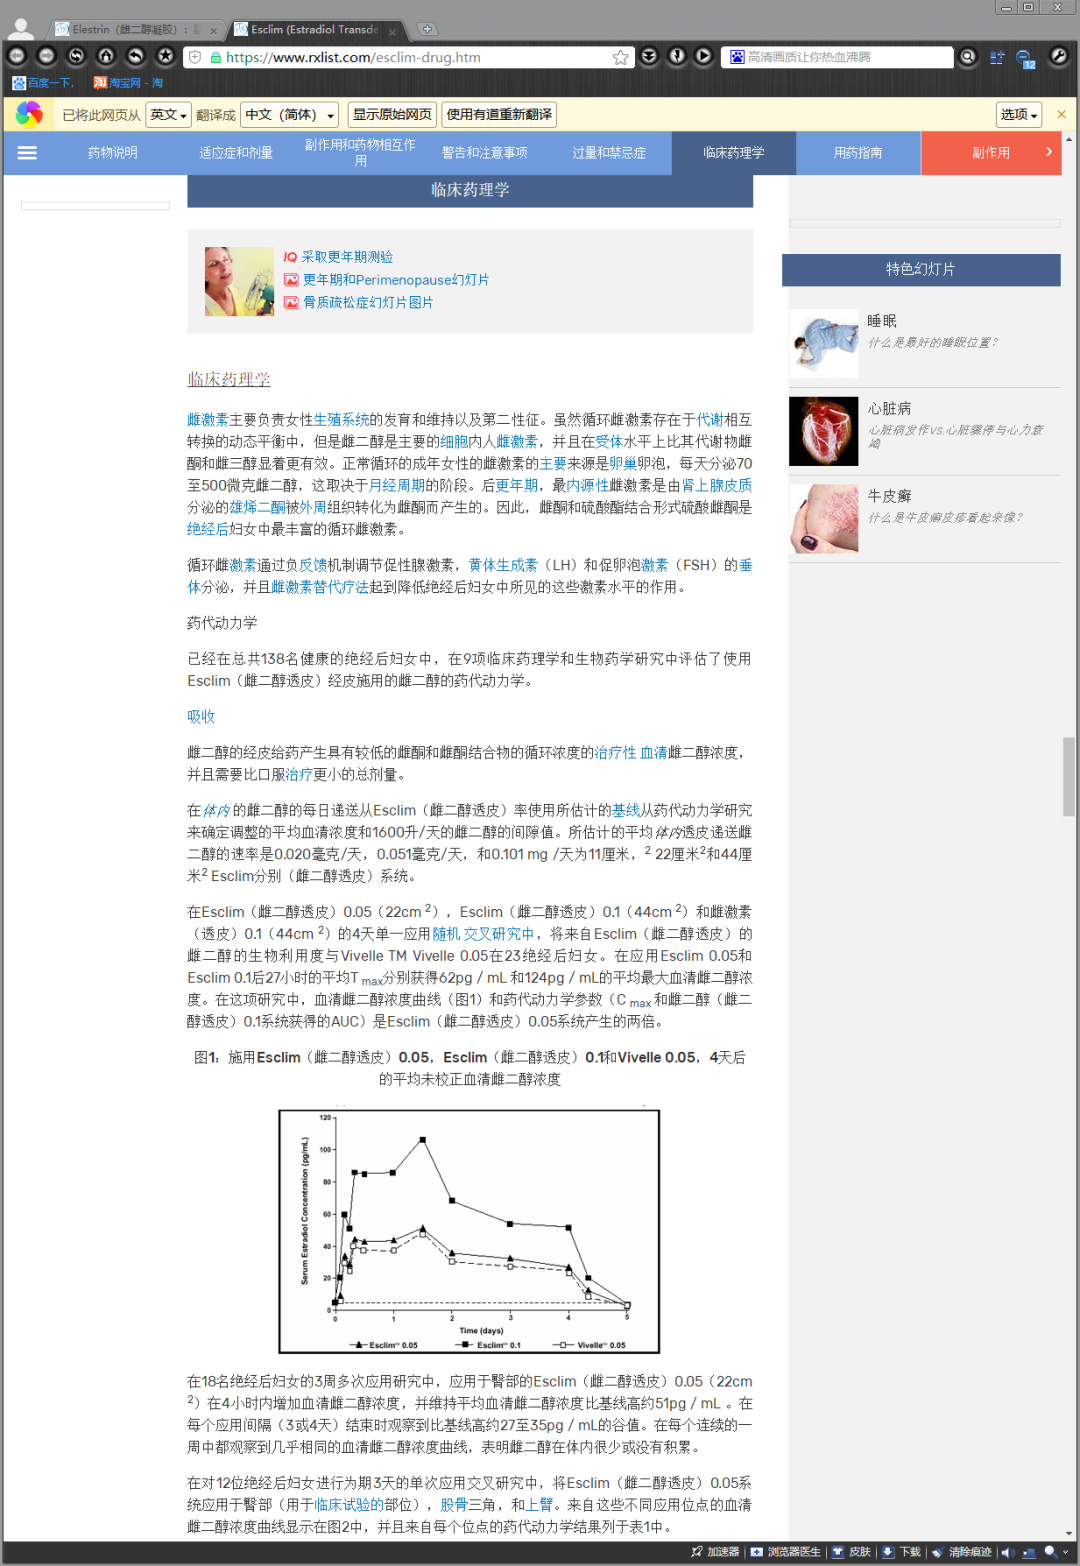 Elestrin（雌二醇凝胶）：
Esclim (Estradiol Transde
https://www.rxlist.com/esclim-drug.htm
高清画质让你热血沸腾
12
百度一下，
淘
淘宝网 - 淘
已将此网页从
英文
翻译成
中文（简体）
显示原始网页
使用有道重新翻译
选项
药物说明
适应症和剂量
副作用和药物相互作
用
警告和注意事项
过量和禁忌症
临床药理学
用药指南
副作用
临床药理学
IQ 采取更年期测验
更年期和Perimenopause幻灯片
骨质疏松症幻灯片图片
特色幻灯片
睡眠
什么是最好的睡眠位置？
心脏病
心脏病发作vs.心脏骤停与心力衰
竭
牛皮癣
什么是牛皮癣皮疹看起来像？
临床药理学
雌激素主要负责女性生殖系统的发育和维持以及第二性征。虽然循环雌激素存在于代谢相互
转换的动态平衡中，但是雌二醇是主要的细胞内人雌激素，并且在受体水平上比其代谢物雌
酮和雌三醇显着更有效。正常循环的成年女性的雌激素的主要来源是卵巢卵泡，每天分泌70
至500微克雌二醇，这取决于月经周期的阶段。后更年期，最内源性雌激素是由肾上腺皮质
分泌的雄烯二酮被外周组织转化为雌酮而产生的。因此，雌酮和硫酸酯结合形式硫酸雌酮是
绝经后妇女中最丰富的循环雌激素。
循环雌激素通过负反馈机制调节促性腺激素，黄体生成素（LH）和促卵泡激素（FSH）的垂
体分泌，并且雌激素替代疗法起到降低绝经后妇女中所见的这些激素水平的作用。
药代动力学
已经在总共138名健康的绝经后妇女中，在9项临床药理学和生物药学研究中评估了使用
Esclim（雌二醇透皮）经皮施用的雌二醇的药代动力学。
吸收
雌二醇的经皮给药产生具有较低的雌酮和雌酮结合物的循环浓度的治疗性 血清雌二醇浓度，
并且需要比口服治疗更小的总剂量。
在体内的雌二醇的每日递送从Esclim（雌二醇透皮）率使用所估计的基线从药代动力学研究
来确定调整的平均血清浓度和1600升/天的雌二醇的间隙值。所估计的平均体内透皮递送雌
二醇的速率是0.020毫克/天，0.051毫克/天，和0.101 mg /天为11厘米，² 22厘米²和44厘
米² Esclim分别（雌二醇透皮）系统。
在Esclim（雌二醇透皮）0.05（22cm ²），Esclim（雌二醇透皮）0.1（44cm ²）和雌激素
（透皮）0.1（44cm ²）的4天单一应用随机 交叉研究中，将来自Esclim（雌二醇透皮）的
雌二醇的生物利用度与Vivelle TM Vivelle 0.05在23绝经后妇女。在应用Esclim 0.05和
Esclim 0.1后27小时的平均T max分别获得62pg / mL 和124pg / mL的平均最大血清雌二醇浓
度。在这项研究中，血清雌二醇浓度曲线（图1）和药代动力学参数（C max 和雌二醇（雌二
醇透皮）0.1系统获得的AUC）是Esclim（雌二醇透皮）0.05系统产生的两倍。
图1：施用Esclim（雌二醇透皮）0.05，Esclim（雌二醇透皮）0.1和Vivelle 0.05，4天后
的平均未校正血清雌二醇浓度
Serum Estradiol Concentration (pg/mL)
120
100
80
60
40
20
0
0 1 2 3 4 5
Time (days)
Esclim™ 0.05 Esclim™ 0.1 Vivelle™ 0.05
在18名绝经后妇女的3周多次应用研究中，应用于臀部的Esclim（雌二醇透皮）0.05（22cm
²）在4小时内增加血清雌二醇浓度，并维持平均血清雌二醇浓度比基线高约51pg / mL 。在
每个应用间隔（3或4天）结束时观察到比基线高约27至35pg / mL的谷值。在每个连续的一
周中都观察到几乎相同的血清雌二醇浓度曲线，表明雌二醇在体内很少或没有积累。
在对12位绝经后妇女进行为期3天的单次应用交叉研究中，将Esclim（雌二醇透皮）0.05系
统应用于臀部（用于临床试验的部位），股骨三角，和上臂。来自这些不同应用位点的血清
雌二醇浓度曲线显示在图2中，并且来自每个位点的药代动力学结果列于表1中。
加速器 浏览器医生 皮肤 下载 清除痕迹